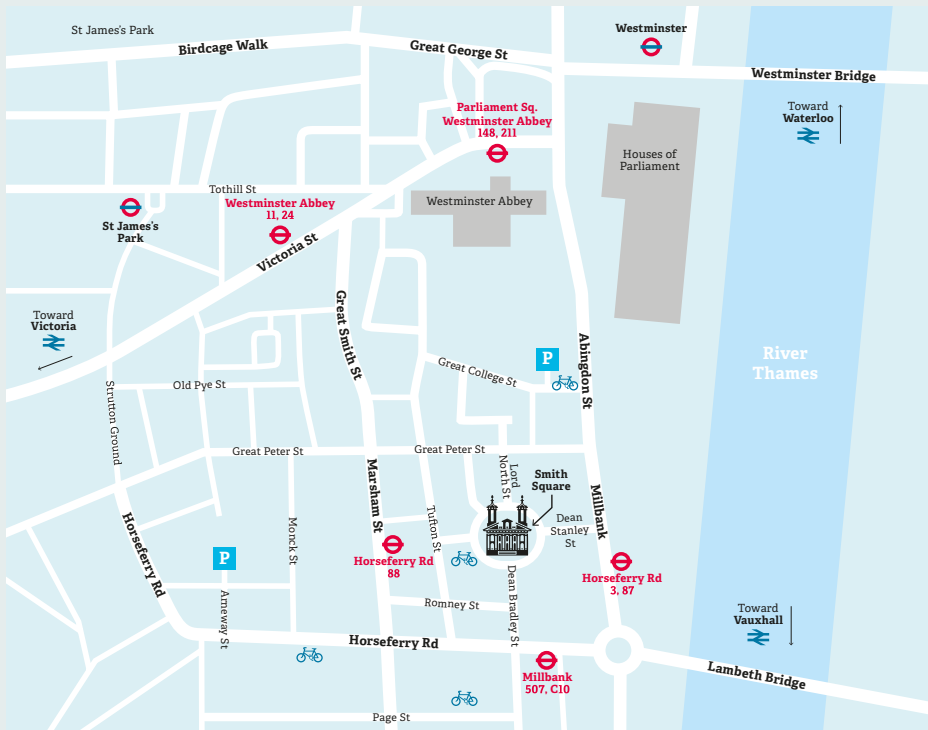 St James's Park
Birdcage Walk
Great George St
Westminster
Westminster Bridge
Toward
Waterloo
Parliament Sq.
Westminster Abbey
148, 211
Houses of
Parliament
Tothill St
Westminster Abbey
11, 24
Westminster Abbey
St James's
Park
Victoria St
Toward
Victoria
Great Smith St
Abingdon St
River
Thames
P
Great College St
Strutton Ground
Old Pye St
Great Peter St
Great Peter St
Marsham St
Lord
North St
Smith
Square
Millbank
Horseferry Rd
Monck St
Tufton St
Dean
Stanley
St
P
Horseferry Rd
88
Horseferry Rd
3, 87
Arneway St
Romney St
Dean Bradley St
Toward
Vauxhall
Horseferry Rd
Lambeth Bridge
Millbank
507, C10
Page St